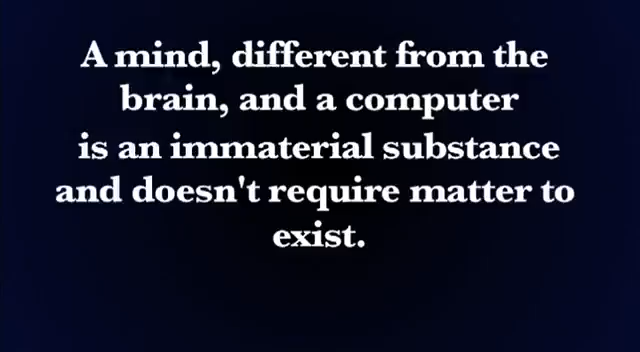 A mind, different from the
brain, and a computer
is an immaterial substance
and doesn't require matter to
exist.